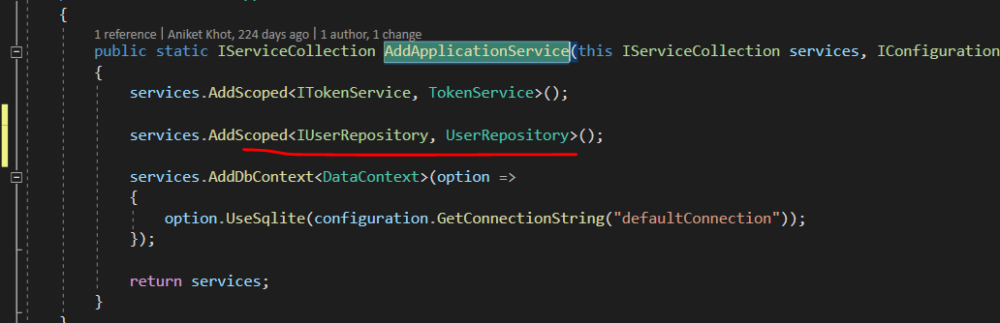 {
1 reference | Aniket Khot, 224 days ago | 1 author, 1 change
public static IServiceCollection AddApplicationService(this IServiceCollection services, IConfiguration
{
services.AddScoped<ITokenService, TokenService>();
services.AddScoped<IUserRepository, UserRepository>();
services.AddDbContext<DataContext>(option =>
{
option.UseSqlite(configuration.GetConnectionString("defaultConnection"));
});
return services;
}